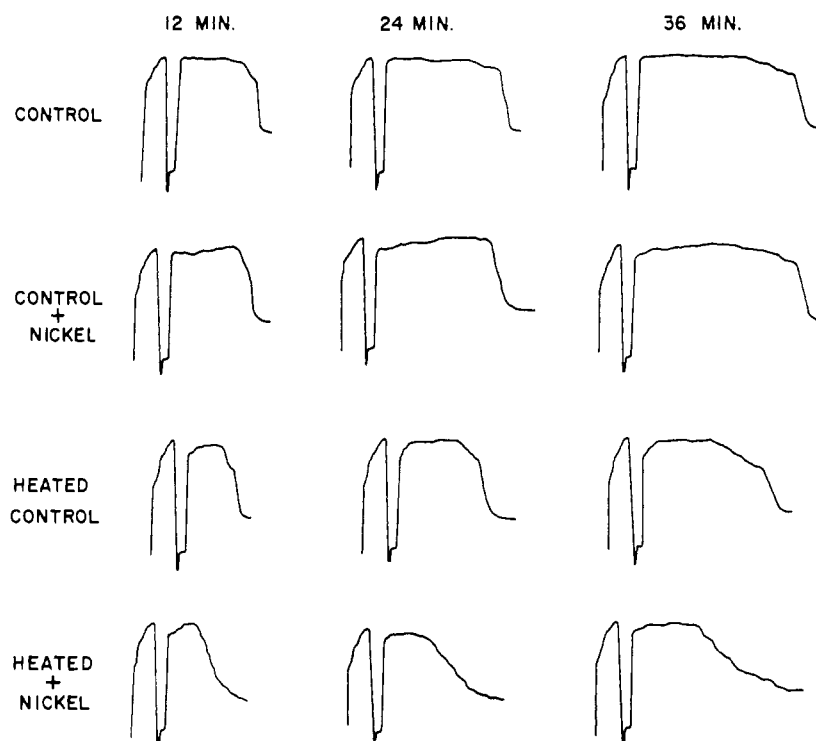 12 MIN.
24 MIN.
36 MIN.
CONTROL
CONTROL
+
NICKEL
HEATED
CONTROL
HEATED
+
NICKEL